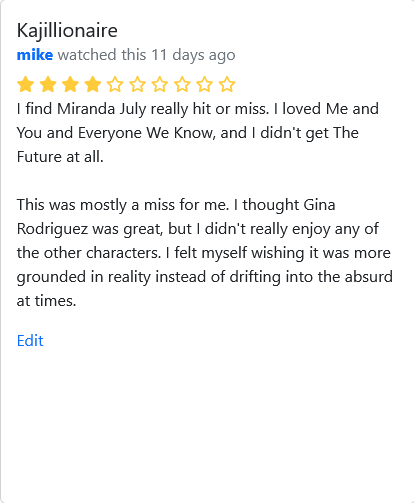 Kajillionaire
mike watched this 11 days ago
I find Miranda July really hit or miss. I loved Me and
You and Everyone We Know, and I didn't get The
Future at all.
This was mostly a miss for me. I thought Gina
Rodriguez was great, but I didn't really enjoy any of
the other characters. I felt myself wishing it was more
grounded in reality instead of drifting into the absurd
at times.
Edit